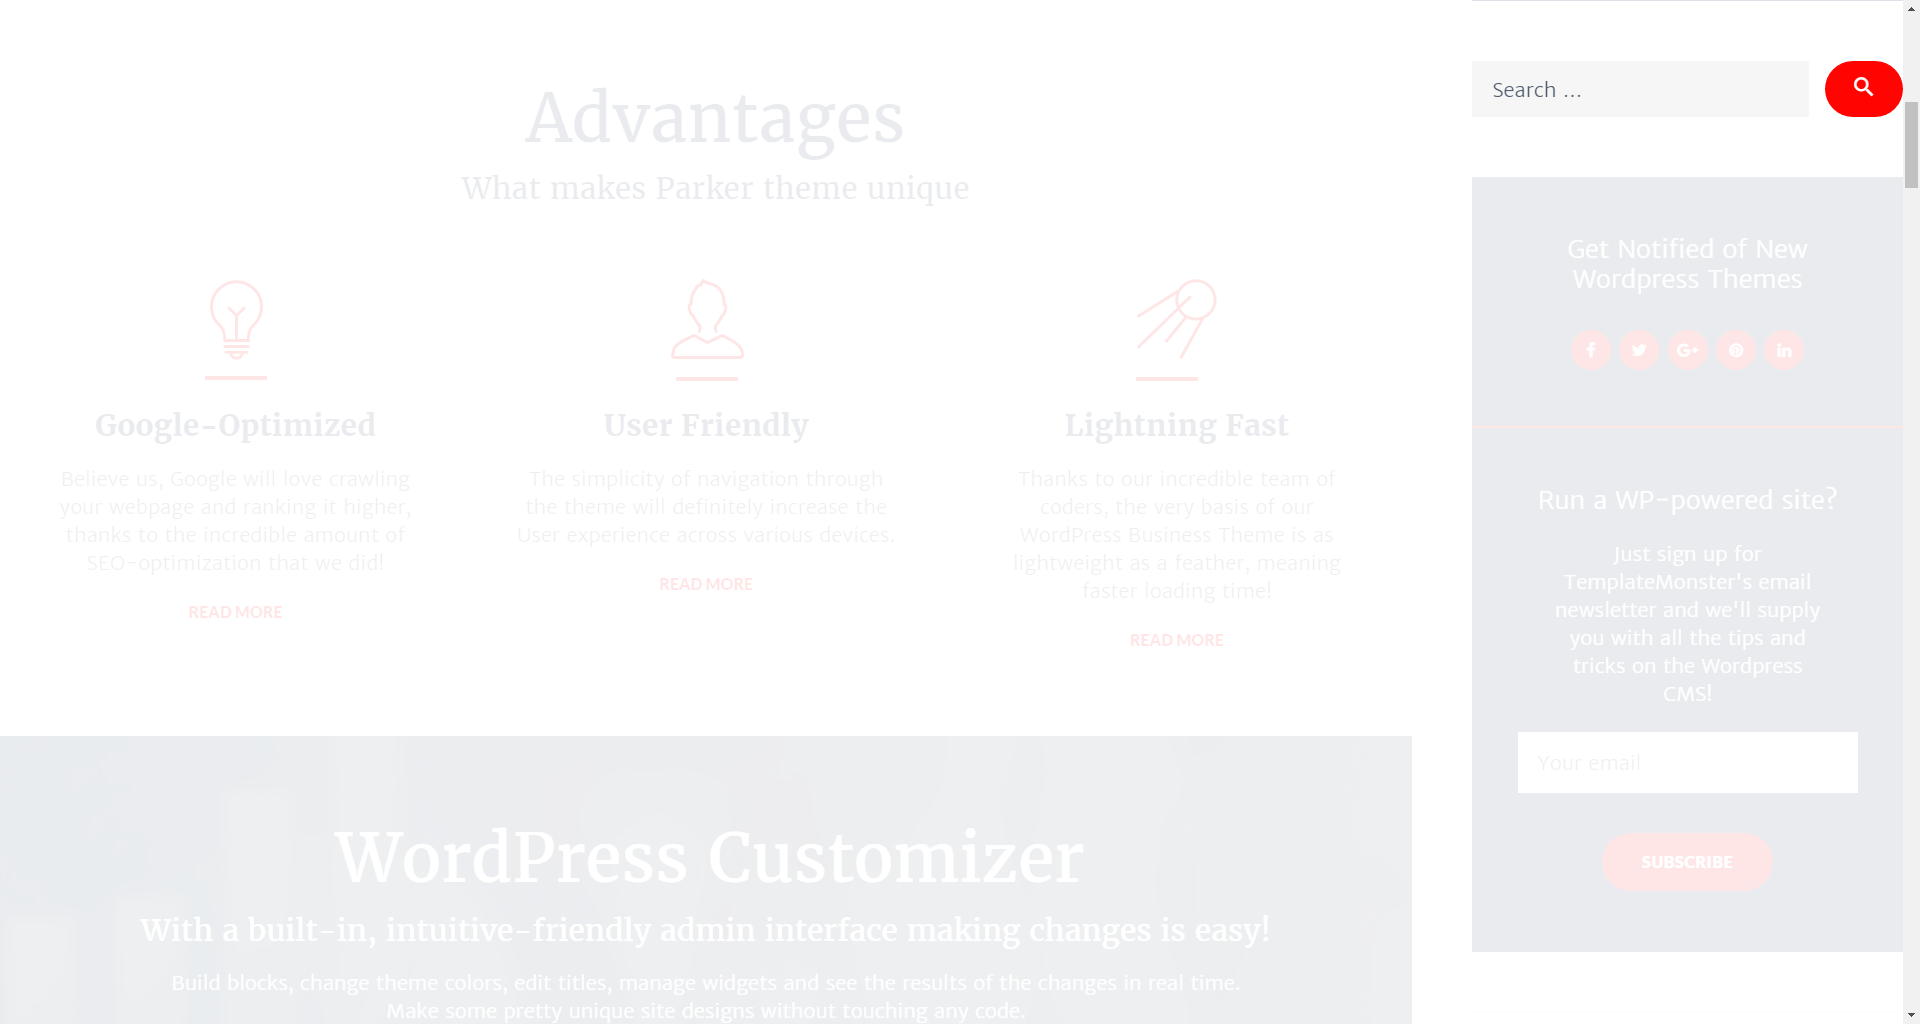 Advantages
What makes Parker theme unique
Google-Optimized
Believe us, Google will love crawling
your webpage and ranking it higher,
thanks to the incredible amount of
SEO-optimization that we did!
READ MORE
User Friendly
The simplicity of navigation through
the theme will definitely increase the
User experience across various devices.
READ MORE
Lightning Fast
Thanks to our incredible team of
coders, the very basis of our
WordPress Business Theme is as
lightweight as a feather, meaning
faster loading time!
READ MORE
WordPress Customizer
With a built-in, intuitive-friendly admin interface making changes is easy!
Build blocks, change theme colors, edit titles, manage widgets and see the results of the changes in real time.
Make some pretty unique site designs without touching any code.
Search …
Get Notified of New
Wordpress Themes
Run a WP-powered site?
Just sign up for
TemplateMonster's email
newsletter and we'll supply
you with all the tips and
tricks on the Wordpress
CMS!
Your email
SUBSCRIBE